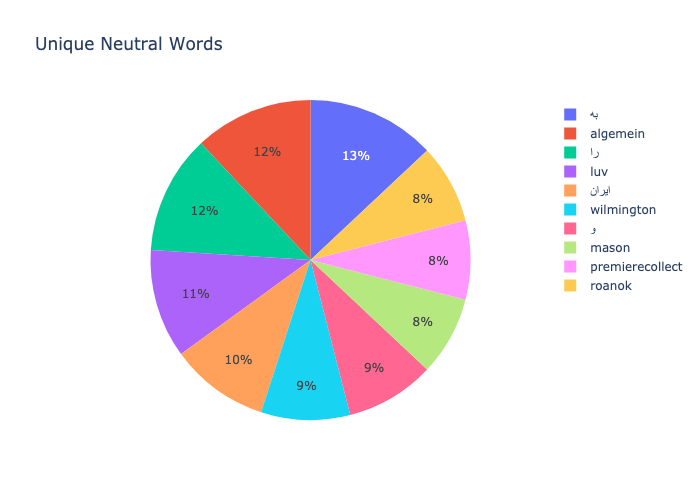 Unique Neutral Words
13%
12%
12%
11%
10%
9%
9%
8%
8%
8%
به
algemein
را
luv
ایران
wilmington
و
mason
premierecollect
roanok